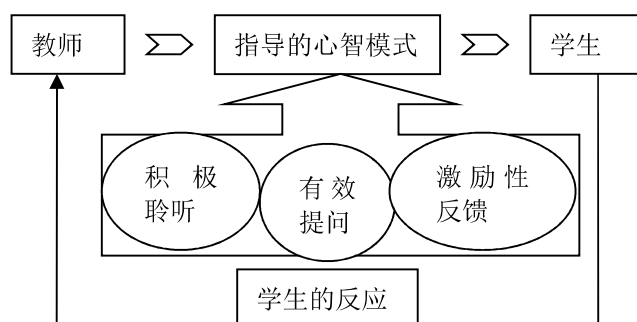 教师
指导的心智模式
学生
积 极
聆听
有 效
提问
激 励 性
反馈
学生的反应